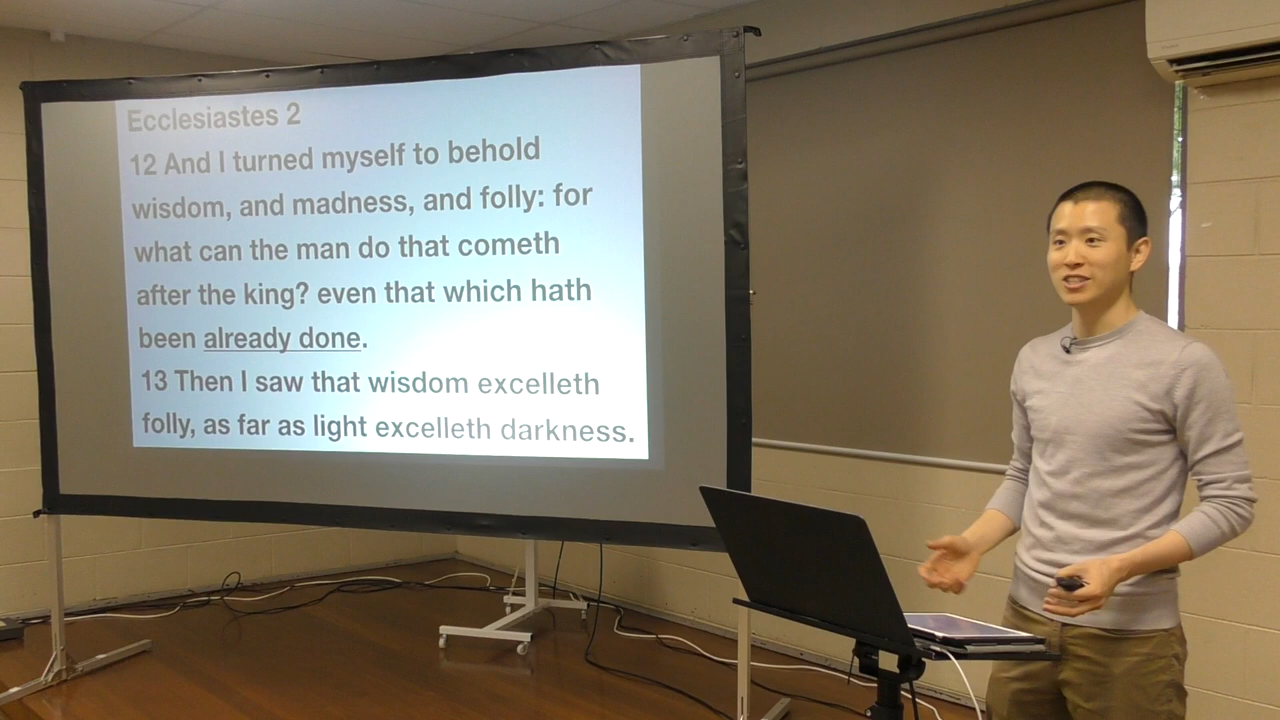 Ecclesiastes 2
12 And I turned myself to behold
wisdom, and madness, and folly: for
what can the man do that cometh
after the king? even that which hath
been already done.
13 Then I saw that wisdom excelleth
folly, as far as light excelleth darkness.